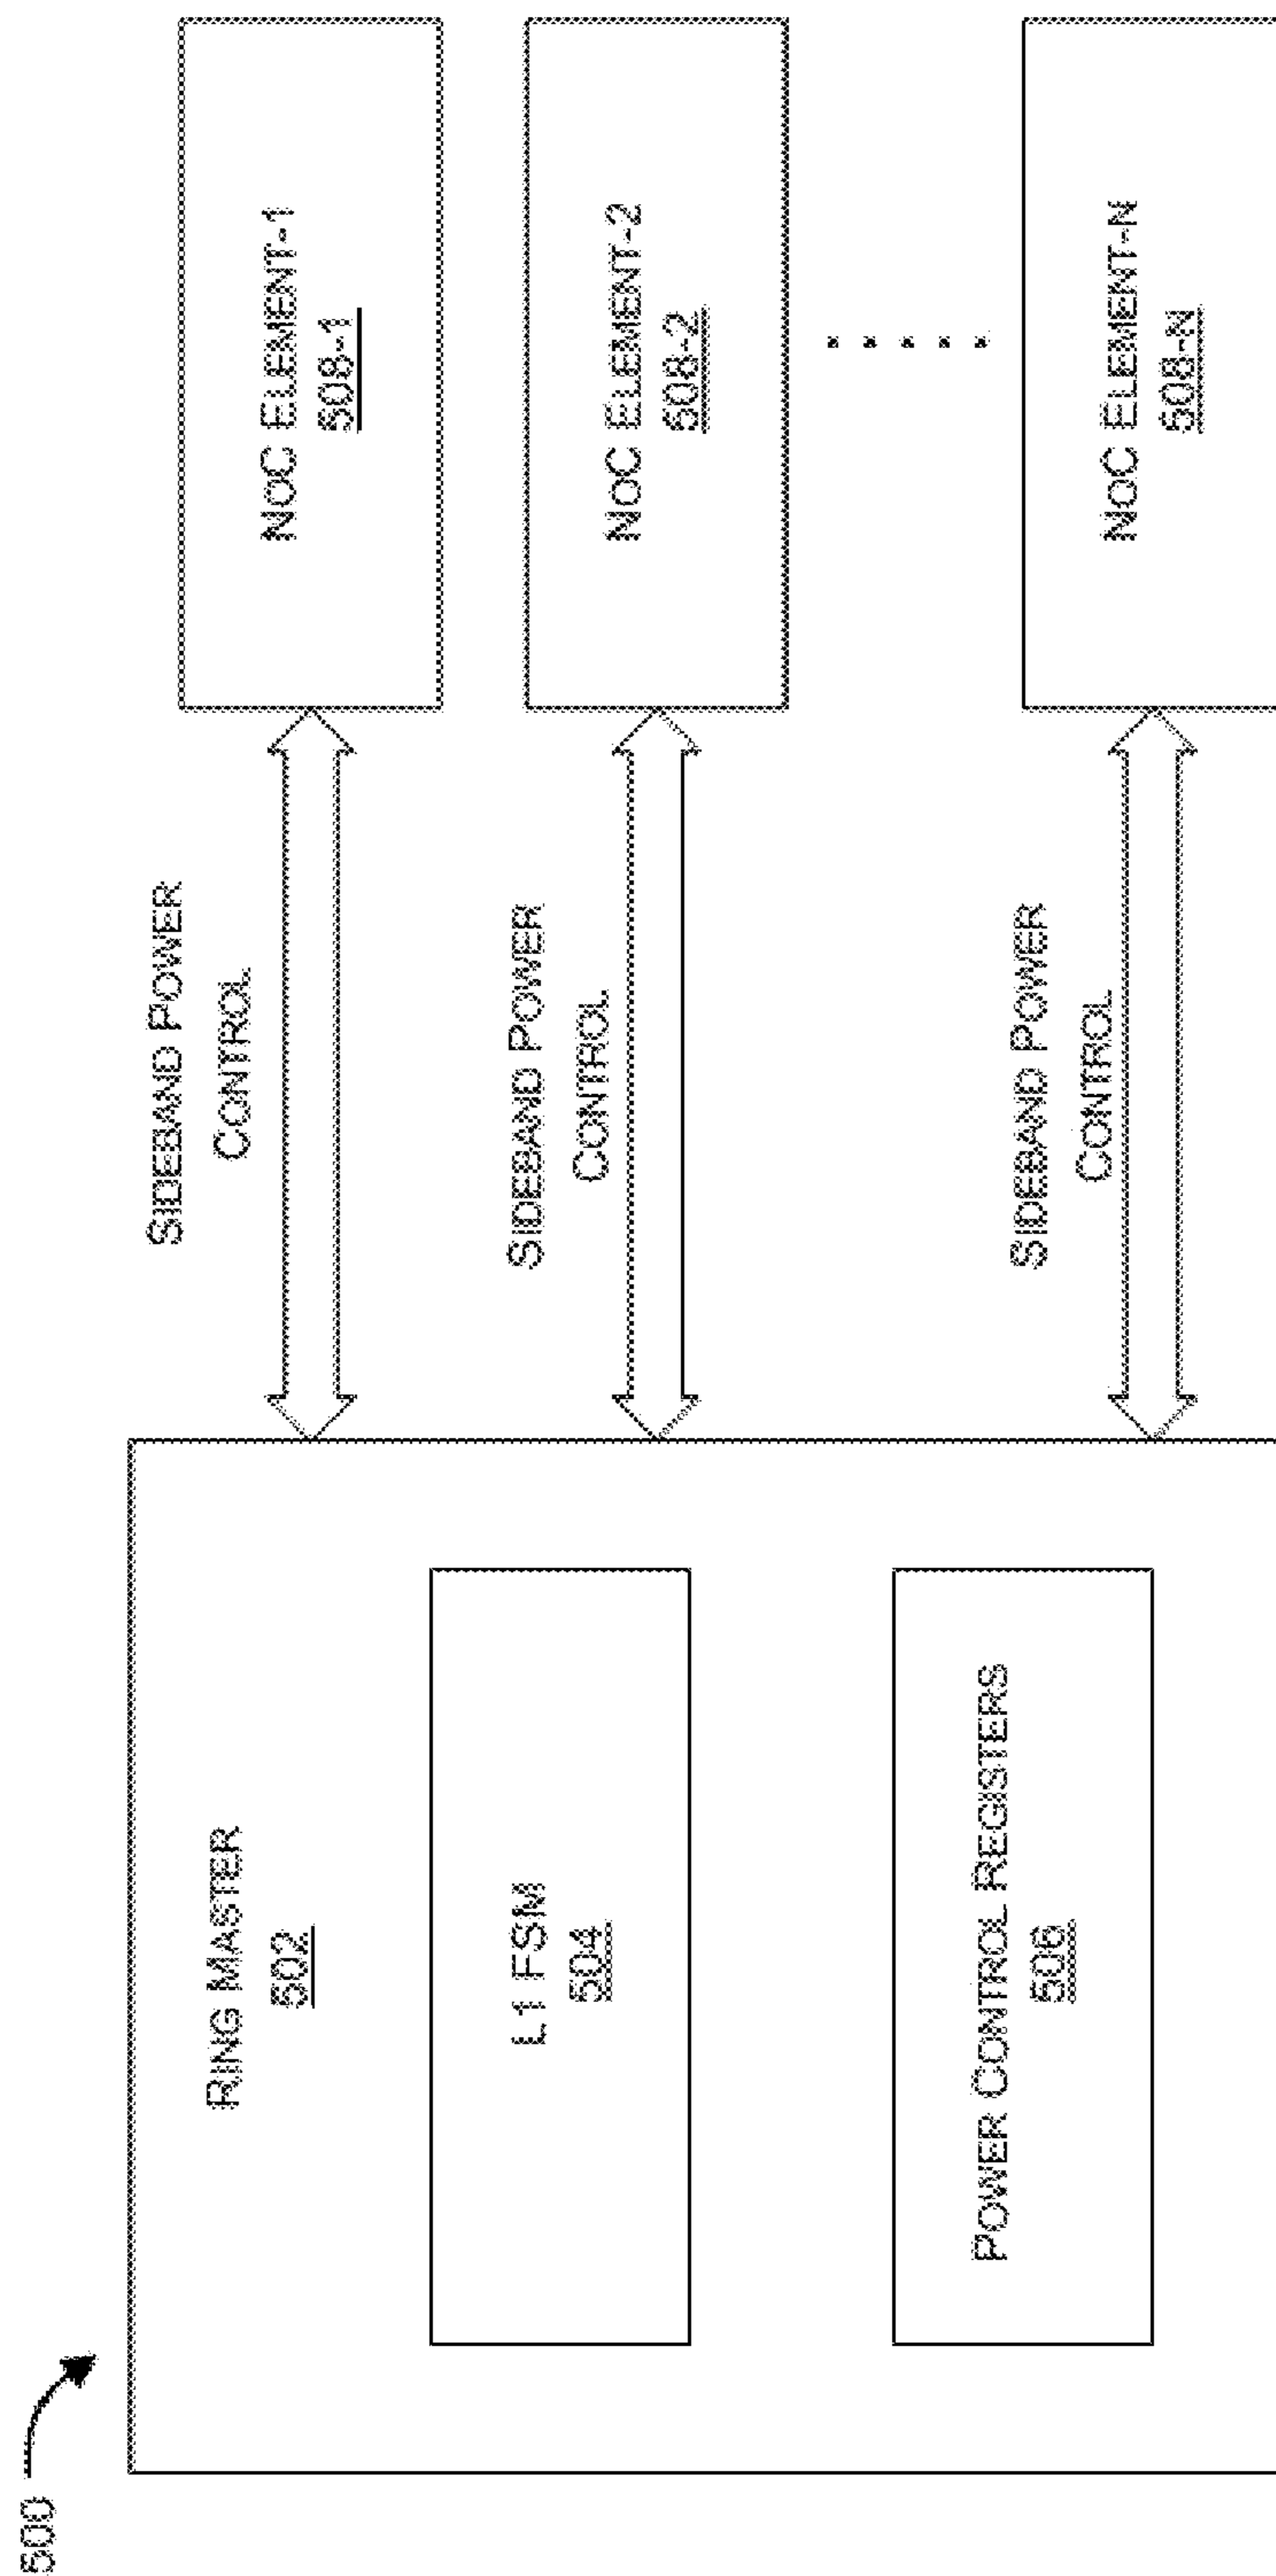 500
RING MASTER
502
L1 FSM
504
POWER CONTROL REGISTERS
506
SIDEBAND POWER
CONTROL
SIDEBAND POWER
CONTROL
SIDEBAND POWER
CONTROL
NOC ELEMENT-1
508-1
NOC ELEMENT-2
508-2
NOC ELEMENT-N
508-N